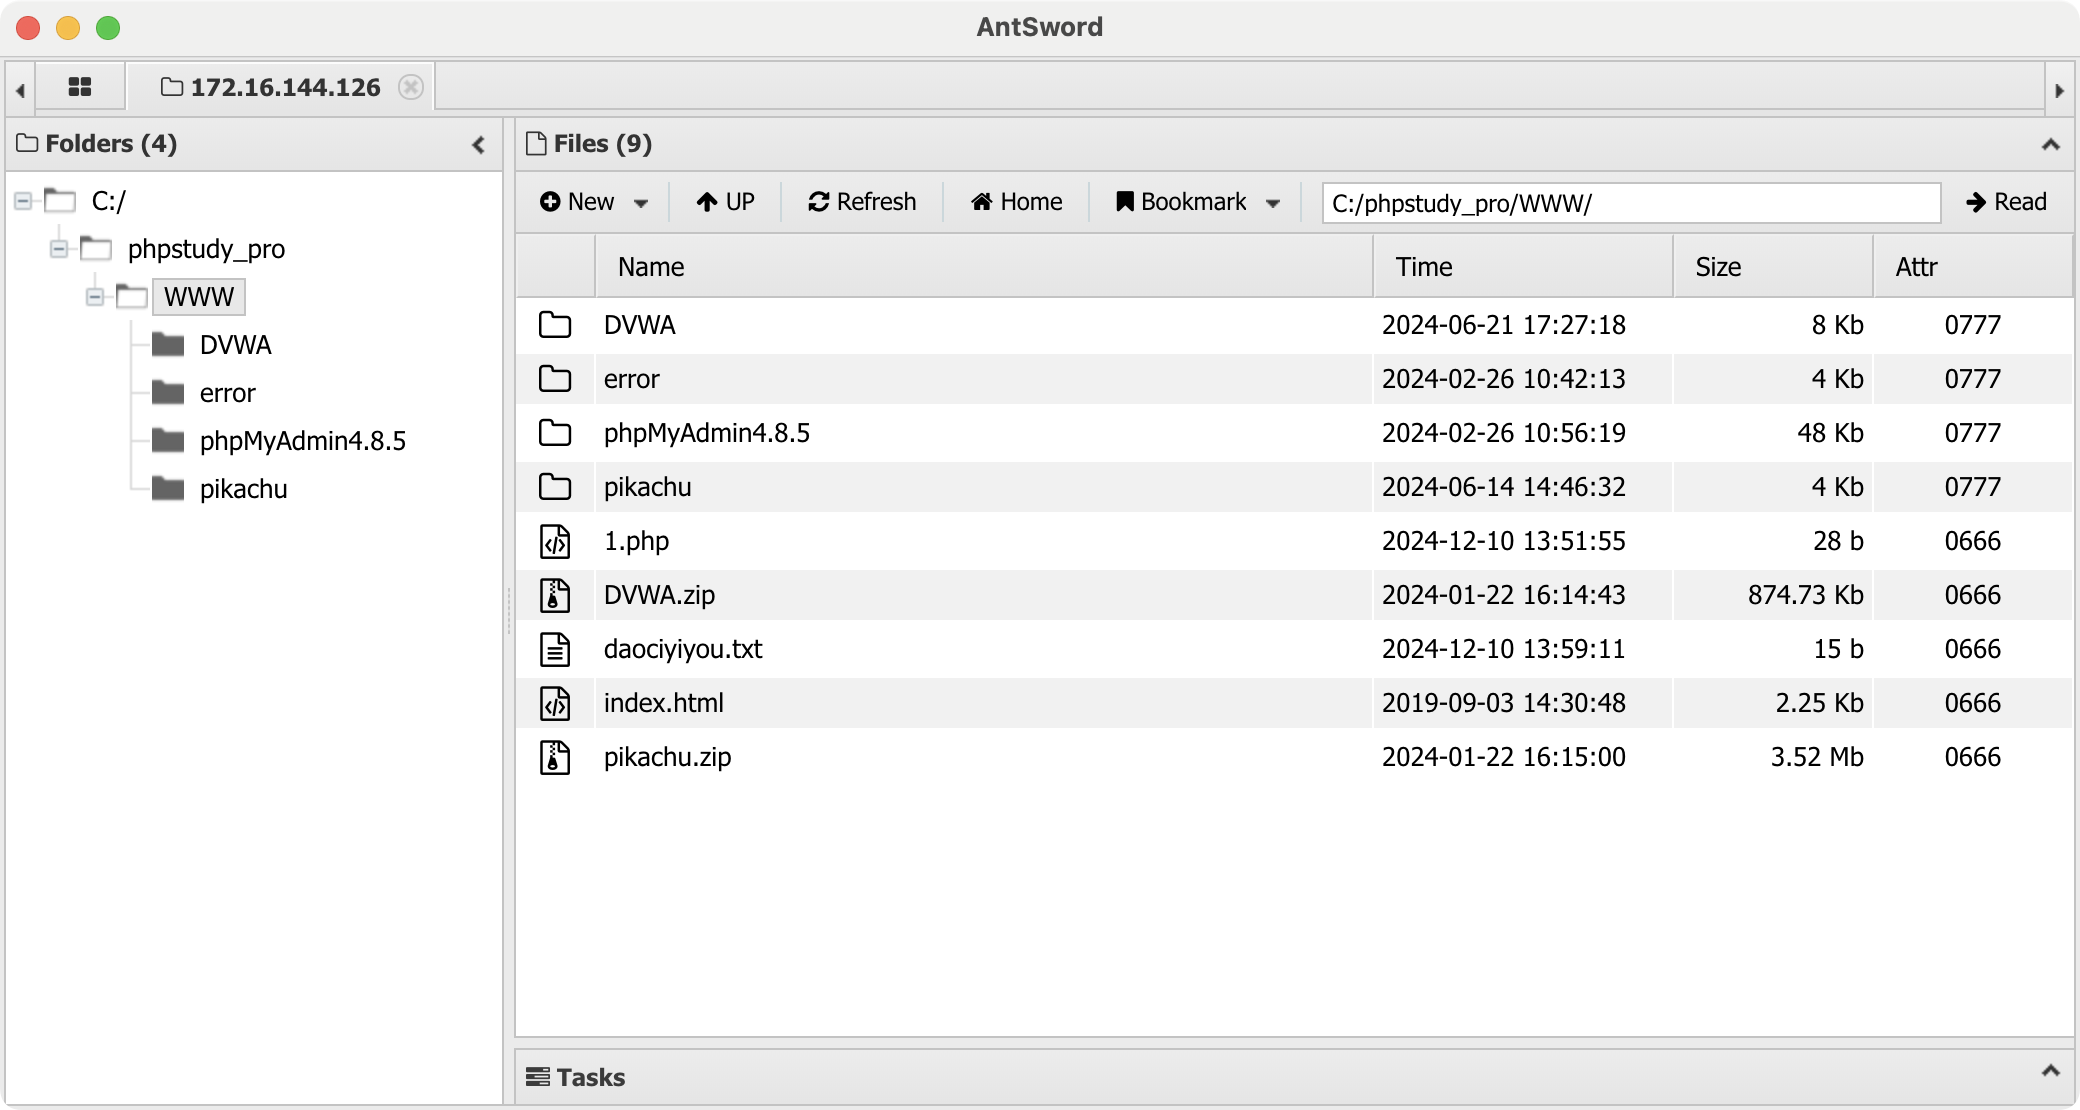 AntSword
172.16.144.126
Folders (4)
C:/
phpstudy_pro
WWW
DVWA
error
phpMyAdmin4.8.5
pikachu
Files (9)
New UP Refresh Home Bookmark C:/phpstudy_pro/WWW/ Read
Name Time Size Attr
DVWA 2024-06-21 17:27:18 8 Kb 0777
error 2024-02-26 10:42:13 4 Kb 0777
phpMyAdmin4.8.5 2024-02-26 10:56:19 48 Kb 0777
pikachu 2024-06-14 14:46:32 4 Kb 0777
1.php 2024-12-10 13:51:55 28 b 0666
DVWA.zip 2024-01-22 16:14:43 874.73 Kb 0666
daociyiyou.txt 2024-12-10 13:59:11 15 b 0666
index.html 2019-09-03 14:30:48 2.25 Kb 0666
pikachu.zip 2024-01-22 16:15:00 3.52 Mb 0666
Tasks